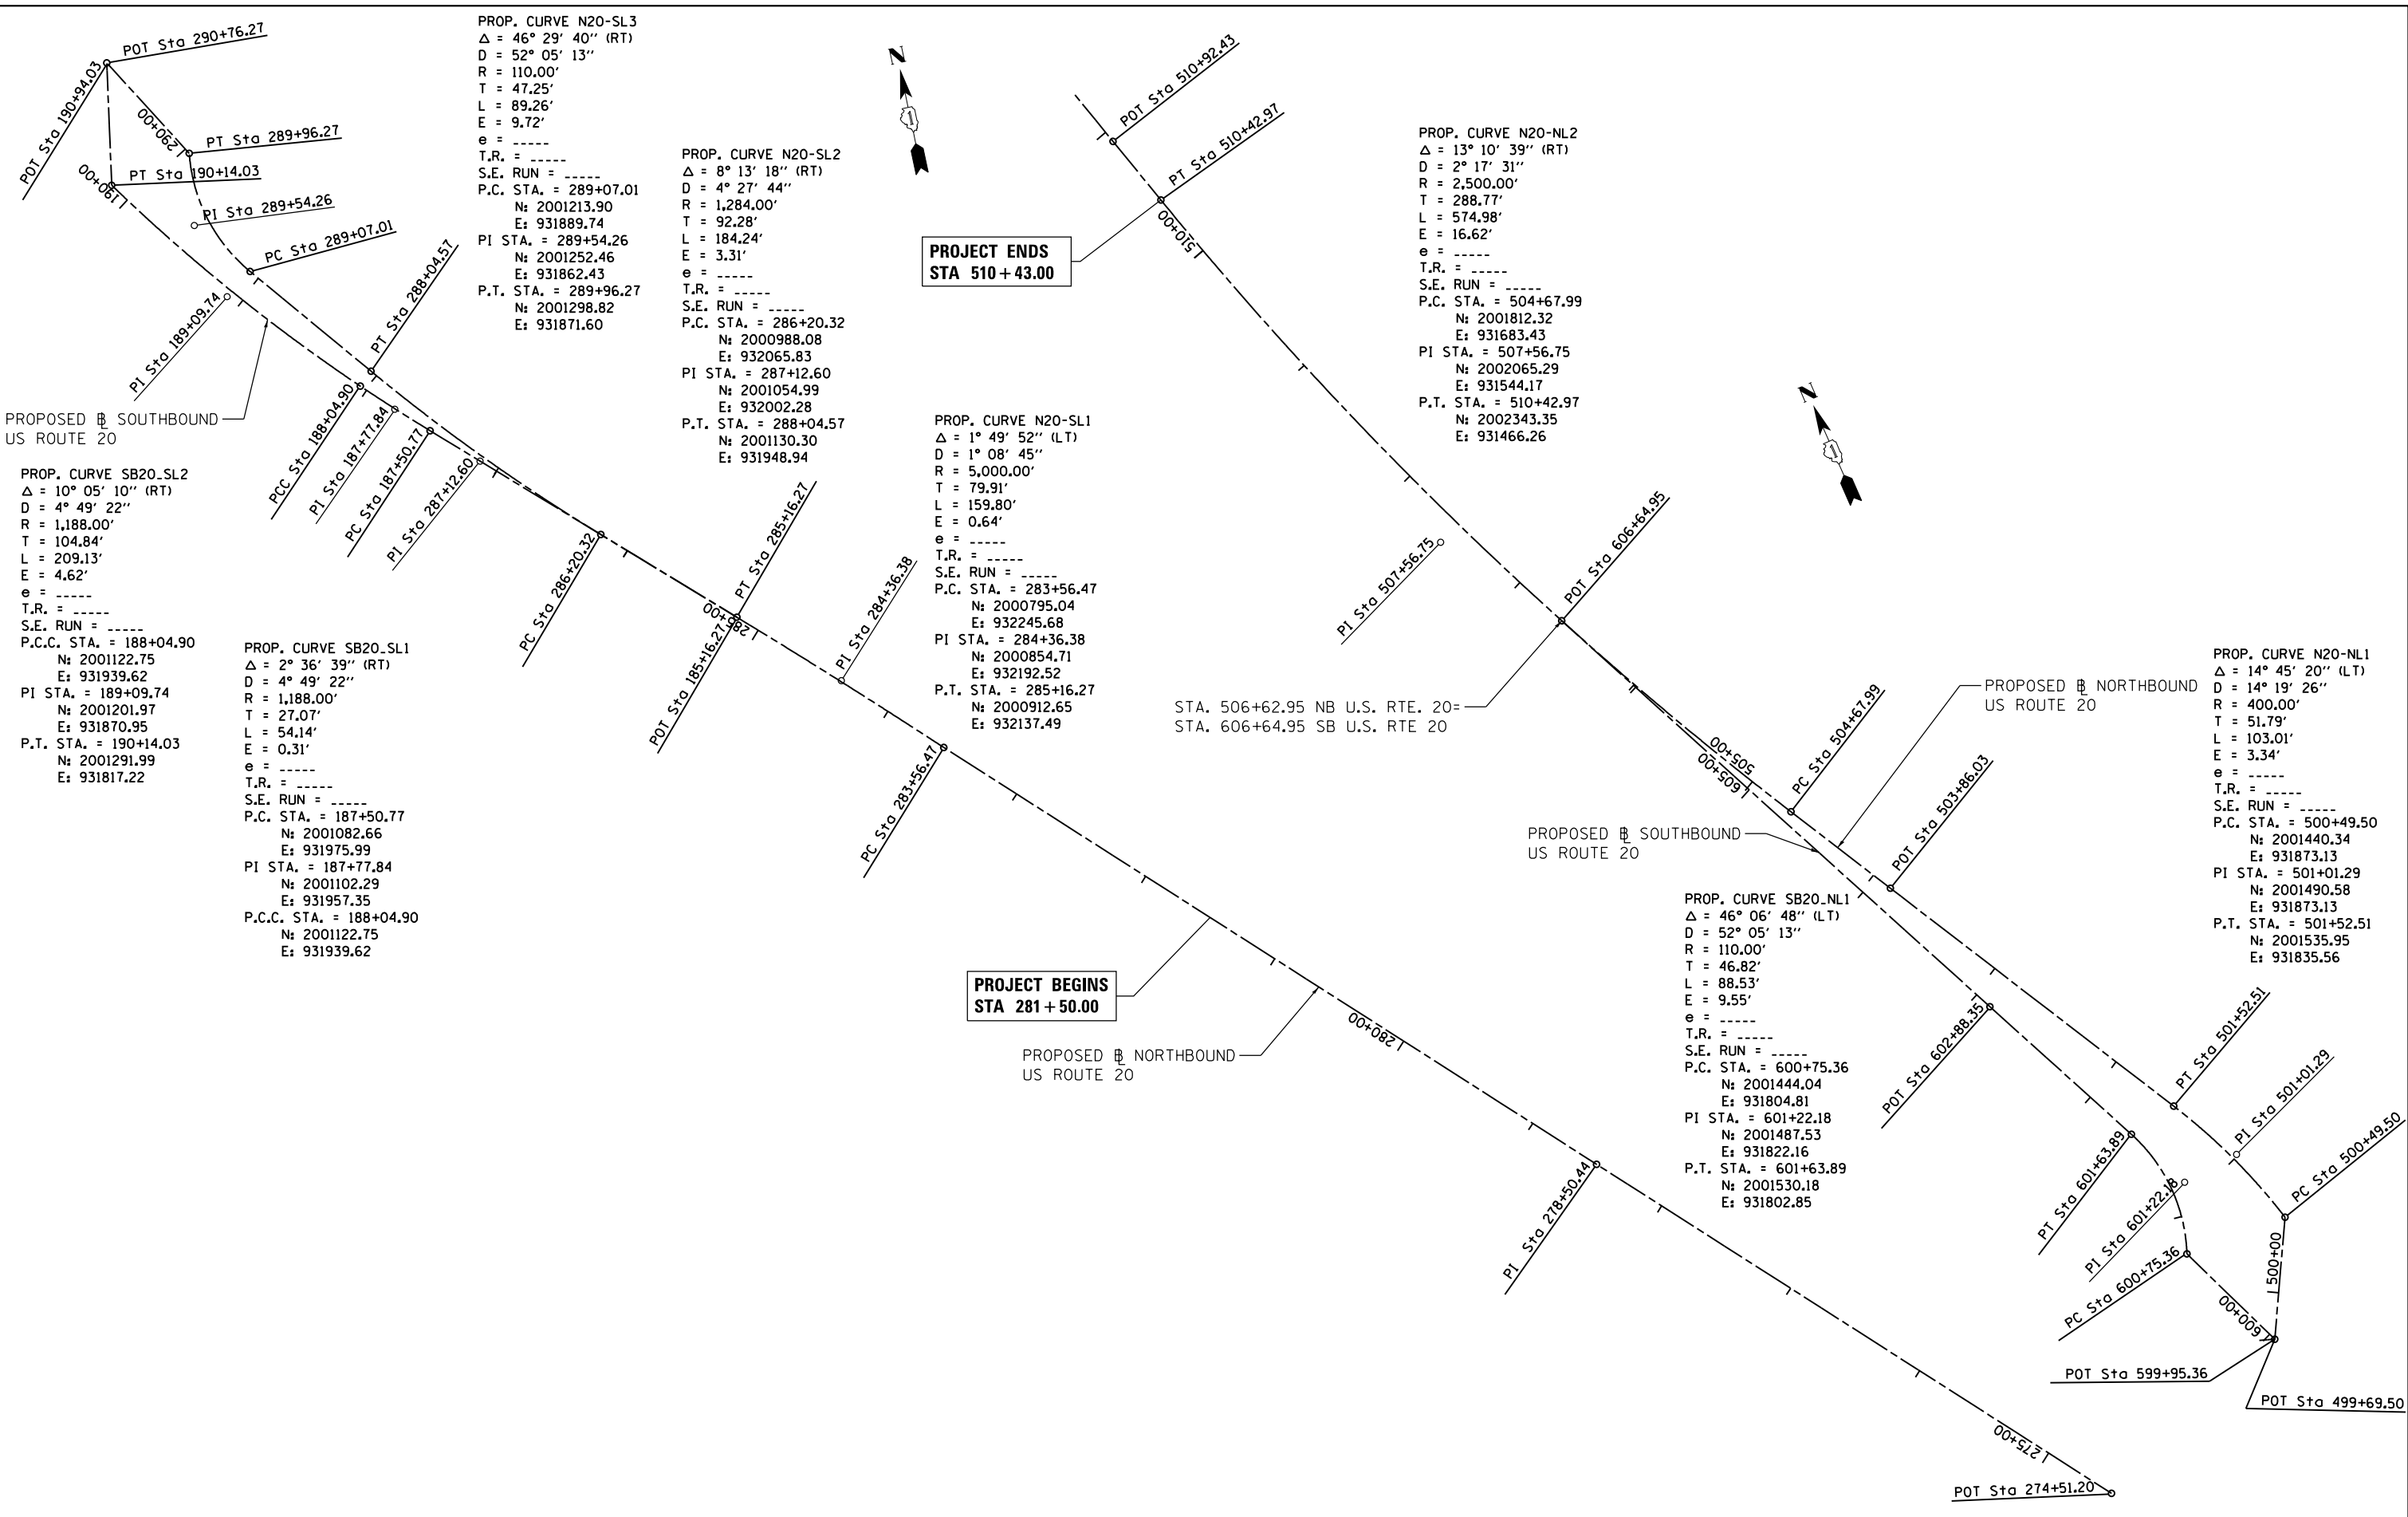 POT Sta 290+76.27
POT Sta 190+94.03
290+00
PT Sta 289+96.27
190+00
PT Sta 190+14.03
PI Sta 289+54.26
PC Sta 289+07.01
PT Sta 288+04.57
PI Sta 189+09.74
PROPOSED ℄ SOUTHBOUND
US ROUTE 20
PCC Sta 188+04.90
PI Sta 187+77.84
PC Sta 187+50.77
PI Sta 287+12.60
PC Sta 286+20.32
PT Sta 285+16.27
285+00
POT Sta 185+16.27
PI Sta 284+36.38
PC Sta 283+56.47
PROP. CURVE N20-SL3
Δ = 46° 29' 40'' (RT)
D = 52° 05' 13''
R = 110.00'
T = 47.25'
L = 89.26'
E = 9.72'
e = _____
T.R. = _____
S.E. RUN = _____
P.C. STA. = 289+07.01
N: 2001213.90
E: 931889.74
PI STA. = 289+54.26
N: 2001252.46
E: 931862.43
P.T. STA. = 289+96.27
N: 2001298.82
E: 931871.60
PROP. CURVE N20-SL2
Δ = 8° 13' 18'' (RT)
D = 4° 27' 44''
R = 1,284.00'
T = 92.28'
L = 184.24'
E = 3.31'
e = _____
T.R. = _____
S.E. RUN = _____
P.C. STA. = 286+20.32
N: 2000988.08
E: 932065.83
PI STA. = 287+12.60
N: 2001054.99
E: 932002.28
P.T. STA. = 288+04.57
N: 2001130.30
E: 931948.94
PROP. CURVE SB20_SL2
Δ = 10° 05' 10'' (RT)
D = 4° 49' 22''
R = 1,188.00'
T = 104.84'
L = 209.13'
E = 4.62'
e = _____
T.R. = _____
S.E. RUN = _____
P.C.C. STA. = 188+04.90
N: 2001122.75
E: 931939.62
PI STA. = 189+09.74
N: 2001201.97
E: 931870.95
P.T. STA. = 190+14.03
N: 2001291.99
E: 931817.22
PROP. CURVE SB20_SL1
Δ = 2° 36' 39'' (RT)
D = 4° 49' 22''
R = 1,188.00'
T = 27.07'
L = 54.14'
E = 0.31'
e = _____
T.R. = _____
S.E. RUN = _____
P.C. STA. = 187+50.77
N: 2001082.66
E: 931975.99
PI STA. = 187+77.84
N: 2001102.29
E: 931957.35
P.C.C. STA. = 188+04.90
N: 2001122.75
E: 931939.62
N
PROJECT ENDS
STA 510+43.00
PROP. CURVE N20-SL1
Δ = 1° 49' 52'' (LT)
D = 1° 08' 45''
R = 5,000.00'
T = 79.91'
L = 159.80'
E = 0.64'
e = _____
T.R. = _____
S.E. RUN = _____
P.C. STA. = 283+56.47
N: 2000795.04
E: 932245.68
PI STA. = 284+36.38
N: 2000854.71
E: 932192.52
P.T. STA. = 285+16.27
N: 2000912.65
E: 932137.49
PROJECT BEGINS
STA 281+50.00
PROPOSED ℄ NORTHBOUND
US ROUTE 20
280+00
PI Sta 278+50.44
275+00
POT Sta 274+51.20
POT Sta 510+92.43
PT Sta 510+42.97
510+00
PROP. CURVE N20-NL2
Δ = 13° 10' 39'' (RT)
D = 2° 17' 31''
R = 2,500.00'
T = 288.77'
L = 574.98'
E = 16.62'
e = _____
T.R. = _____
S.E. RUN = _____
P.C. STA. = 504+67.99
N: 2001812.32
E: 931683.43
PI STA. = 507+56.75
N: 2002065.29
E: 931544.17
P.T. STA. = 510+42.97
N: 2002343.35
E: 931466.26
N
PI Sta 507+56.75
POT Sta 606+64.95
STA. 506+62.95 NB U.S. RTE. 20=
STA. 606+64.95 SB U.S. RTE 20
505+00
605+00
PC Sta 504+67.99
POT Sta 503+86.03
PROPOSED ℄ NORTHBOUND
US ROUTE 20
PROPOSED ℄ SOUTHBOUND
US ROUTE 20
PROP. CURVE N20-NL1
Δ = 14° 45' 20'' (LT)
D = 14° 19' 26''
R = 400.00'
T = 51.79'
L = 103.01'
E = 3.34'
e = _____
T.R. = _____
S.E. RUN = _____
P.C. STA. = 500+49.50
N: 2001440.34
E: 931873.13
PI STA. = 501+01.29
N: 2001490.58
E: 931873.13
P.T. STA. = 501+52.51
N: 2001535.95
E: 931835.56
PROP. CURVE SB20_NL1
Δ = 46° 06' 48'' (LT)
D = 52° 05' 13''
R = 110.00'
T = 46.82'
L = 88.53'
E = 9.55'
e = _____
T.R. = _____
S.E. RUN = _____
P.C. STA. = 600+75.36
N: 2001444.04
E: 931804.81
PI STA. = 601+22.18
N: 2001487.53
E: 931822.16
P.T. STA. = 601+63.89
N: 2001530.18
E: 931802.85
POT Sta 602+88.35
PT Sta 501+52.51
PI Sta 501+01.29
PC Sta 500+49.50
PT Sta 601+63.89
PI Sta 601+22.18
PC Sta 600+75.36
500+00
600+00
POT Sta 599+95.36
POT Sta 499+69.50